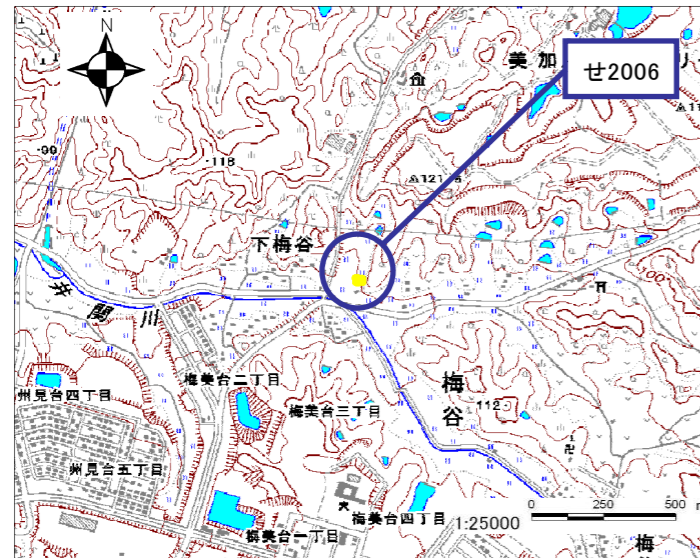 N
美加
リ
せ2006
・99
・118
121
下梅谷
100
井関川
梅谷
112
州見台四丁目
梅美台二丁目
梅美台三丁目
州見台五丁目
梅美台一丁目
梅美台四丁目
1:25000
0 250 500 m
梅